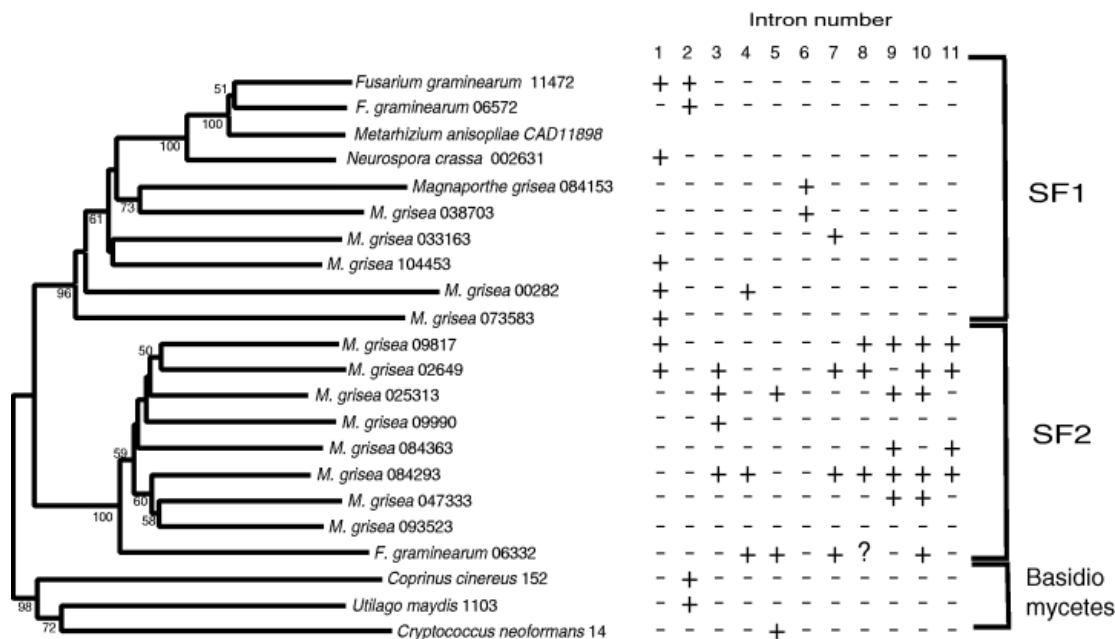 Intron number
1 2 3 4 5 6 7 8 9 10 11
Fusarium graminearum 11472 + + - - - - - - - - -
51
F. graminearum 06572 - + - - - - - - - - -
100
Metarhizium anisopliae CAD11898 - - - - - - - - - - -
100
Neurospora crassa 002631 + - - - - - - - - - -
Magnaporthe grisea 084153 - - - - - + - - - - -
SF1
73
M. grisea 038703 - - - - - + - - - - -
61
M. grisea 033163 - - - - - - + - - - -
M. grisea 104453 + - - - - - - - - - -
96
M. grisea 00282 + - - + - - - - - - -
M. grisea 073583 + - - - - - - - - - -
M. grisea 09817 + - - - - - - + + + +
50
M. grisea 02649 + - + - - - + + - + +
M. grisea 025313 - - + - + - - - + + -
M. grisea 09990 - - + - - - - - - - -
SF2
M. grisea 084363 - - - - - - - - + - +
59
M. grisea 084293 - - + + - - + + + + +
60
M. grisea 047333 - - - - - - - - + + -
58
100
M. grisea 093523 - - - - - - - - - - -
F. graminearum 06332 - - - + + - + ? - + -
Coprinus cinereus 152 - + - - - - - - - - -
Basidio
mycetes
98
Utilago maydis 1103 - + - - - - - - - - -
72
Cryptococcus neoformans 14 - - - - + - - - - - -